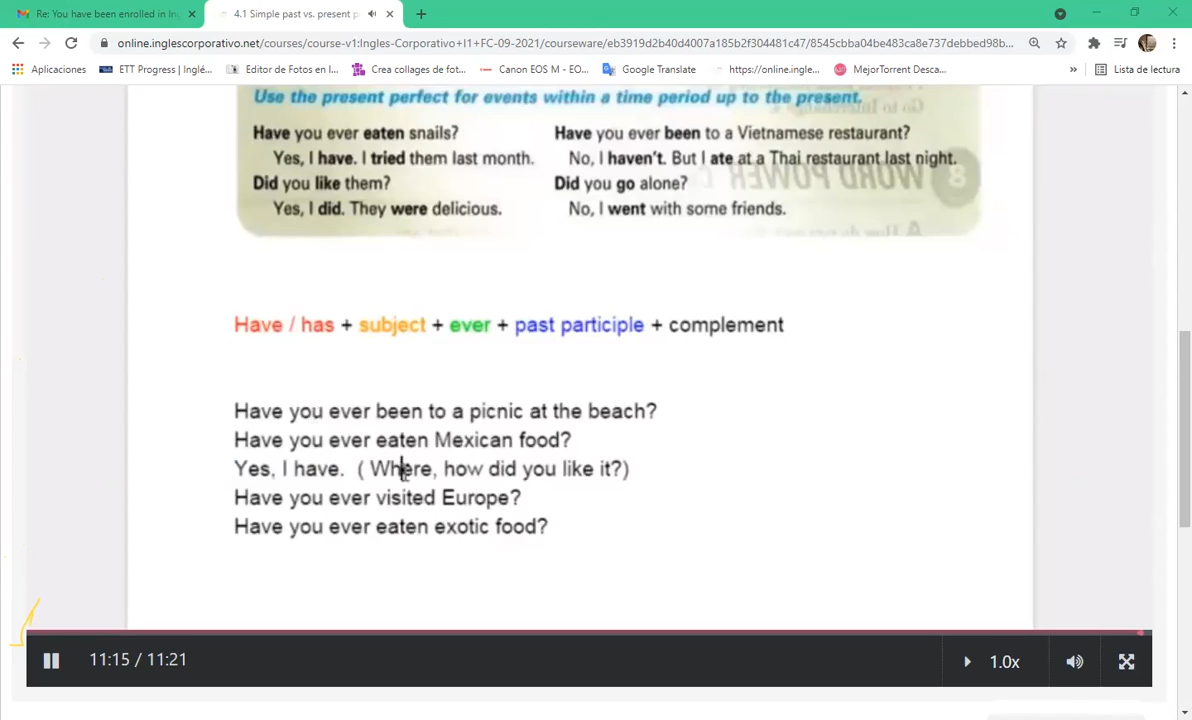 Re: You have been enrolled in Ing
4.1 Simple past vs. present p
online.inglescorporativo.net/courses/course-v1:Ingles-Corporativo+I1+FC-09-2021/courseware/eb3919d2b40d4007a185b2f304481c47/8545cbba04be483ca8e737debbed98b...
Aplicaciones ETT Progress | Inglé... Editor de Fotos en l... Crea collages de fot... Canon EOS M - EO... Google Translate https://online.ingle... MejorTorrent Desca... » Lista de lectura
Use the present perfect for events within a time period up to the present.
Have you ever eaten snails?
Yes, I have. I tried them last month.
Did you like them?
Yes, I did. They were delicious.
Have you ever been to a Vietnamese restaurant?
No, I haven't. But I ate at a Thai restaurant last night.
Did you go alone?
No, I went with some friends.
Have / has + subject + ever + past participle + complement
Have you ever been to a picnic at the beach?
Have you ever eaten Mexican food?
Yes, I have. ( Where, how did you like it?)
Have you ever visited Europe?
Have you ever eaten exotic food?
11:15 / 11:21 1.0x